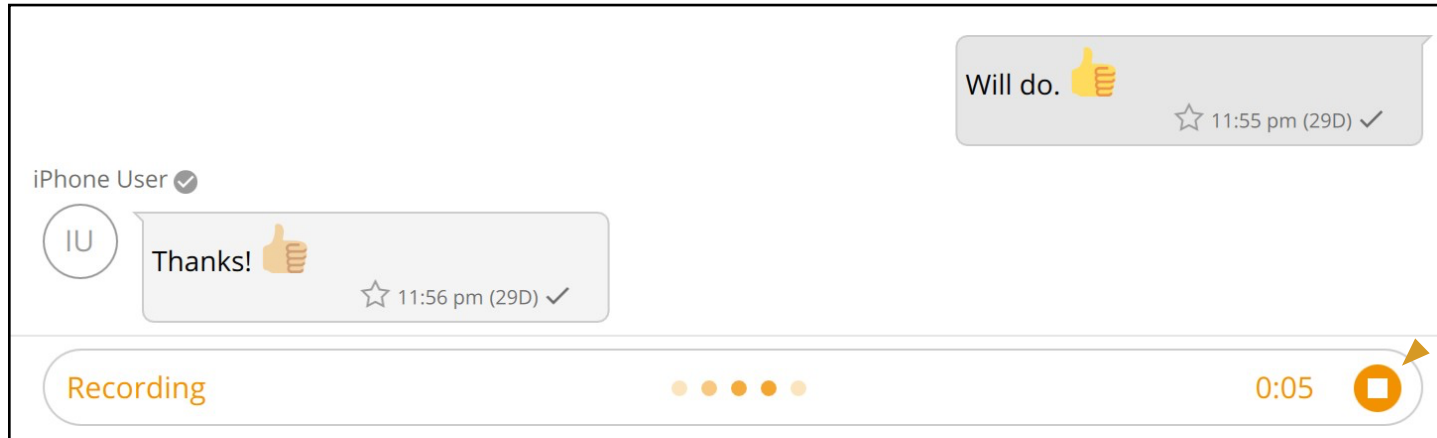 Will do. 👍
11:55 pm (29D)
iPhone User
IU
Thanks! 👍🏼
11:56 pm (29D)
Recording
0:05